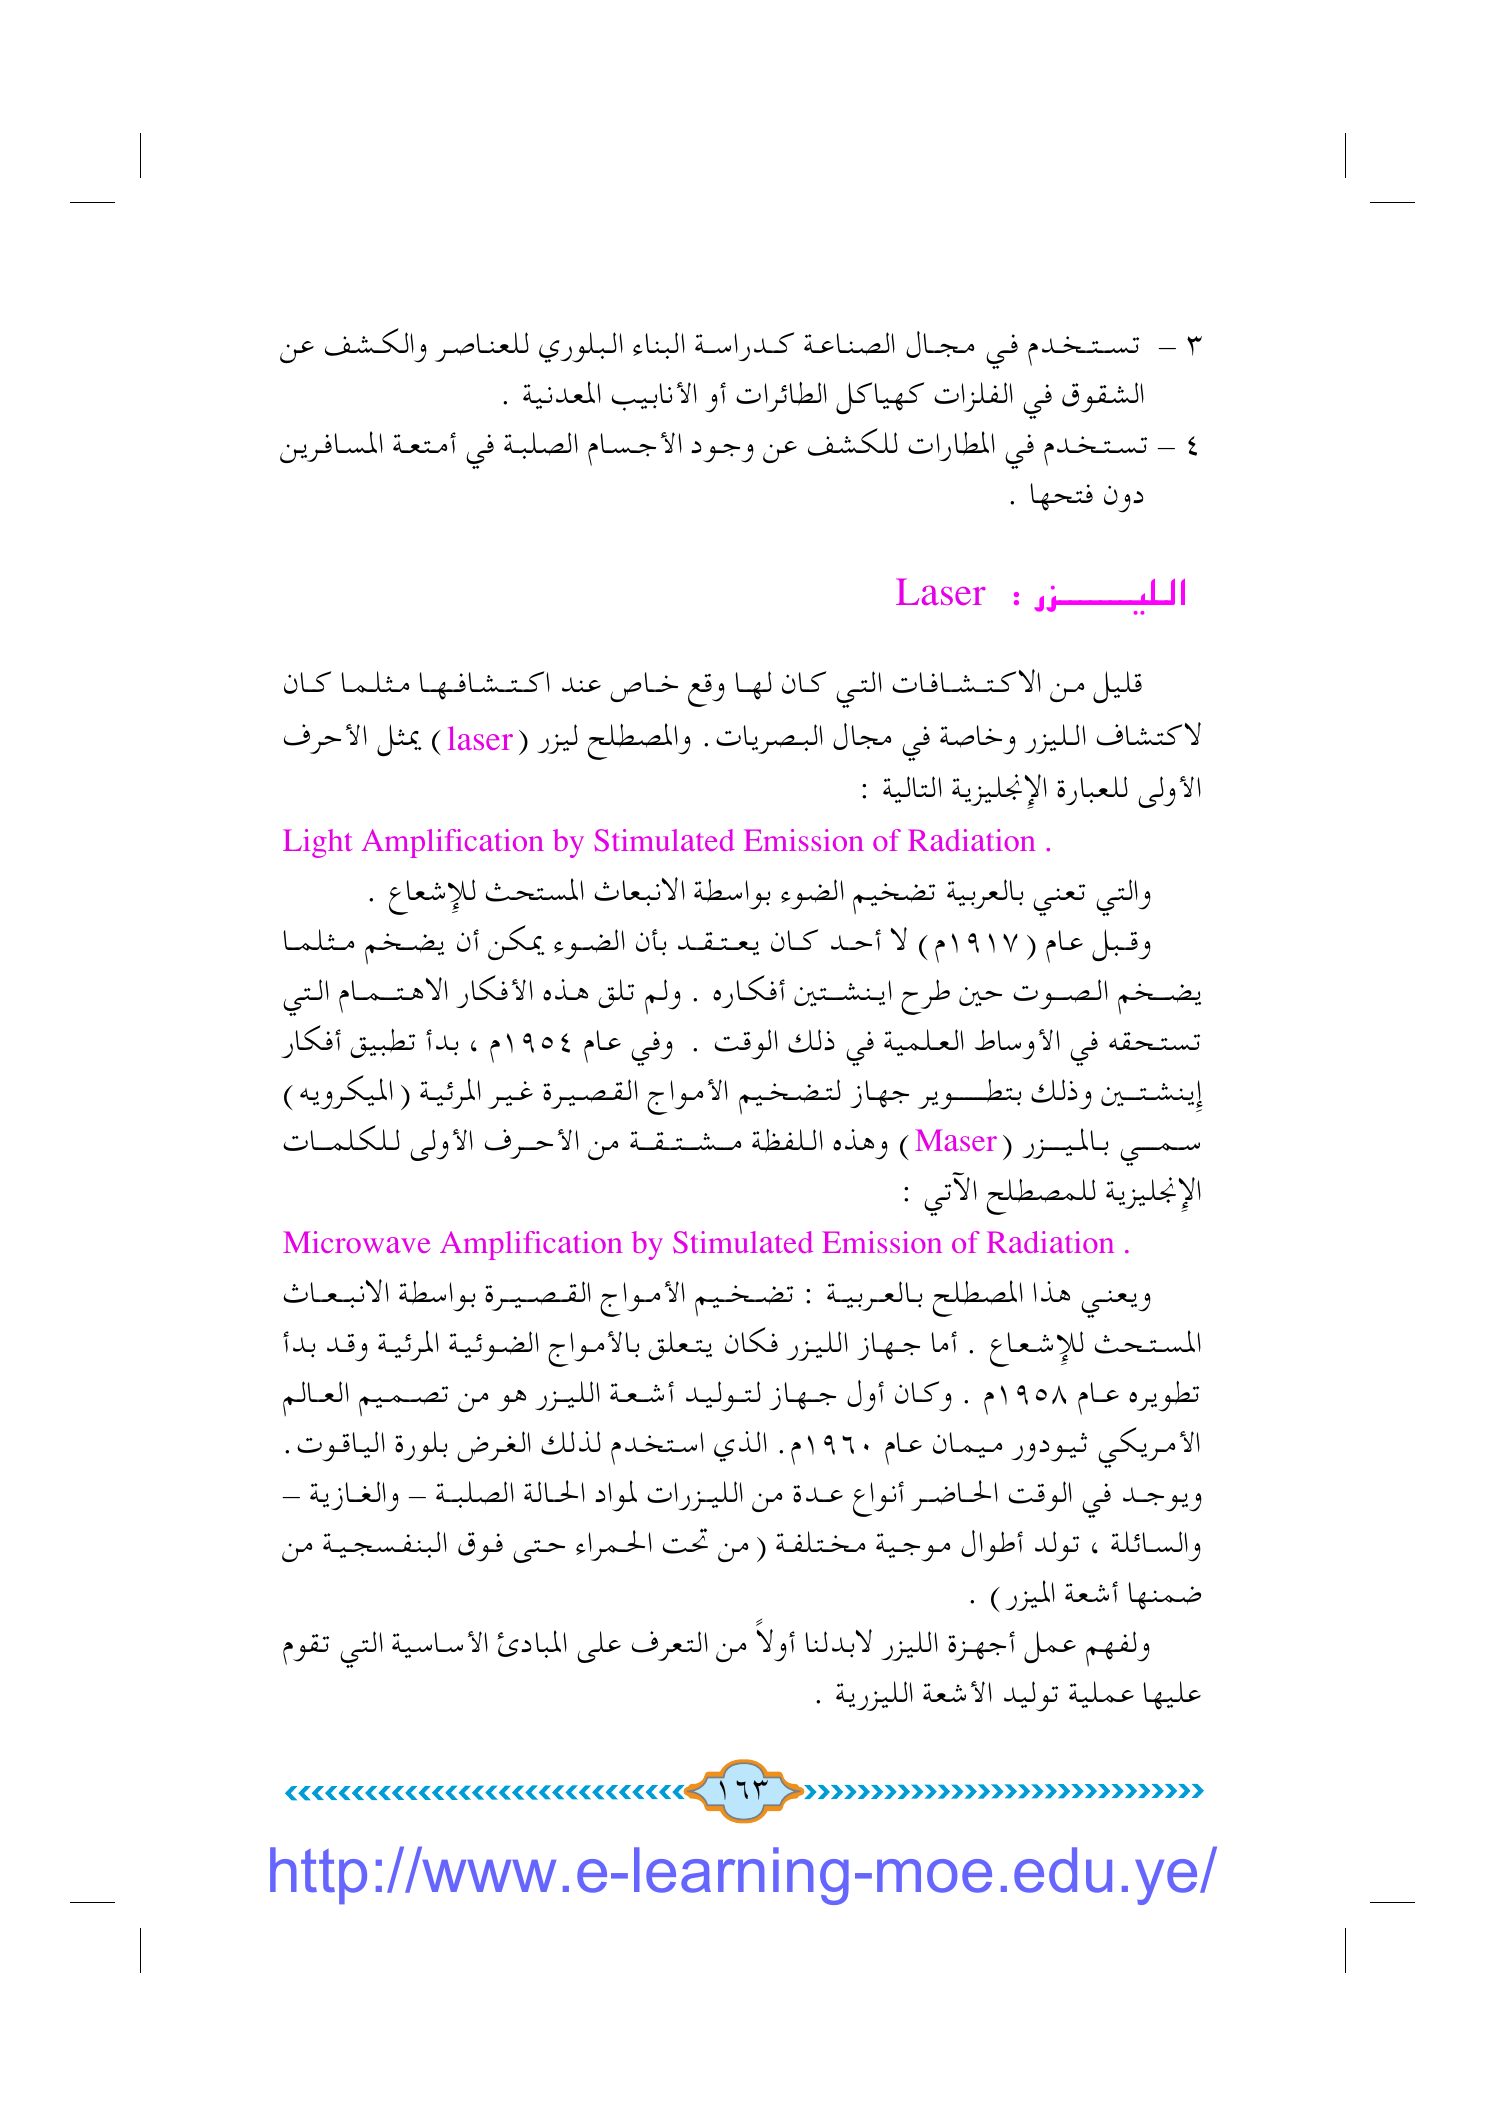 ٣ – تستخدم في مجال الصناعة كدراسة البناء البلوري للعناصر والكشف عن
الشقوق في الفلزات كهياكل الطائرات أو الأنابيب المعدنية .
٤ – تستخدم في المطارات للكشف عن وجود الأجسام الصلبة في أمتعة المسافرين
دون فتحها .
الليزر : Laser
قليل من الاكتشافات التي كان لها وقع خاص عند اكتشافها مثلما كان
لاكتشاف الليزر وخاصة في مجال البصريات . والمصطلح ليزر ( laser ) يمثل الأحرف
الأولى للعبارة الإنجليزية التالية :
Light Amplification by Stimulated Emission of Radiation .
والتي تعني بالعربية تضخيم الضوء بواسطة الانبعاث المستحث للإشعاع .
وقبل عام ( ١٩١٧م ) لا أحد كان يعتقد بأن الضوء يمكن أن يضخم مثلما
يضخم الصوت حين طرح اينشتين أفكاره . ولم تلق هذه الأفكار الاهتمام التي
تستحقه في الأوساط العلمية في ذلك الوقت . وفي عام ١٩٥٤م ، بدأ تطبيق أفكار
إينشتين وذلك بتطوير جهاز لتضخيم الأمواج القصيرة غير المرئية ( الميكرويه )
سمي بالميزر ( Maser ) وهذه اللفظة مشتقة من الأحرف الأولى للكلمات
الإنجليزية للمصطلح الآتي :
Microwave Amplification by Stimulated Emission of Radiation .
ويعني هذا المصطلح بالعربية : تضخيم الأمواج القصيرة بواسطة الانبعاث
المستحث للإشعاع . أما جهاز الليزر فكان يتعلق بالأمواج الضوئية المرئية وقد بدأ
تطويره عام ١٩٥٨م . وكان أول جهاز لتوليد أشعة الليزر هو من تصميم العالم
الأمريكي ثيودور ميمان عام ١٩٦٠م . الذي استخدم لذلك الغرض بلورة الياقوت .
ويوجد في الوقت الحاضر أنواع عدة من الليزرات لمواد الحالة الصلبة – والغازية –
والسائلة ، تولد أطوال موجية مختلفة ( من تحت الحمراء حتى فوق البنفسجية من
ضمنها أشعة الميزر ) .
ولفهم عمل أجهزة الليزر لابدلنا أولاً من التعرف على المبادئ الأساسية التي تقوم
عليها عملية توليد الأشعة الليزرية .
١٦٣
http://www.e-learning-moe.edu.ye/